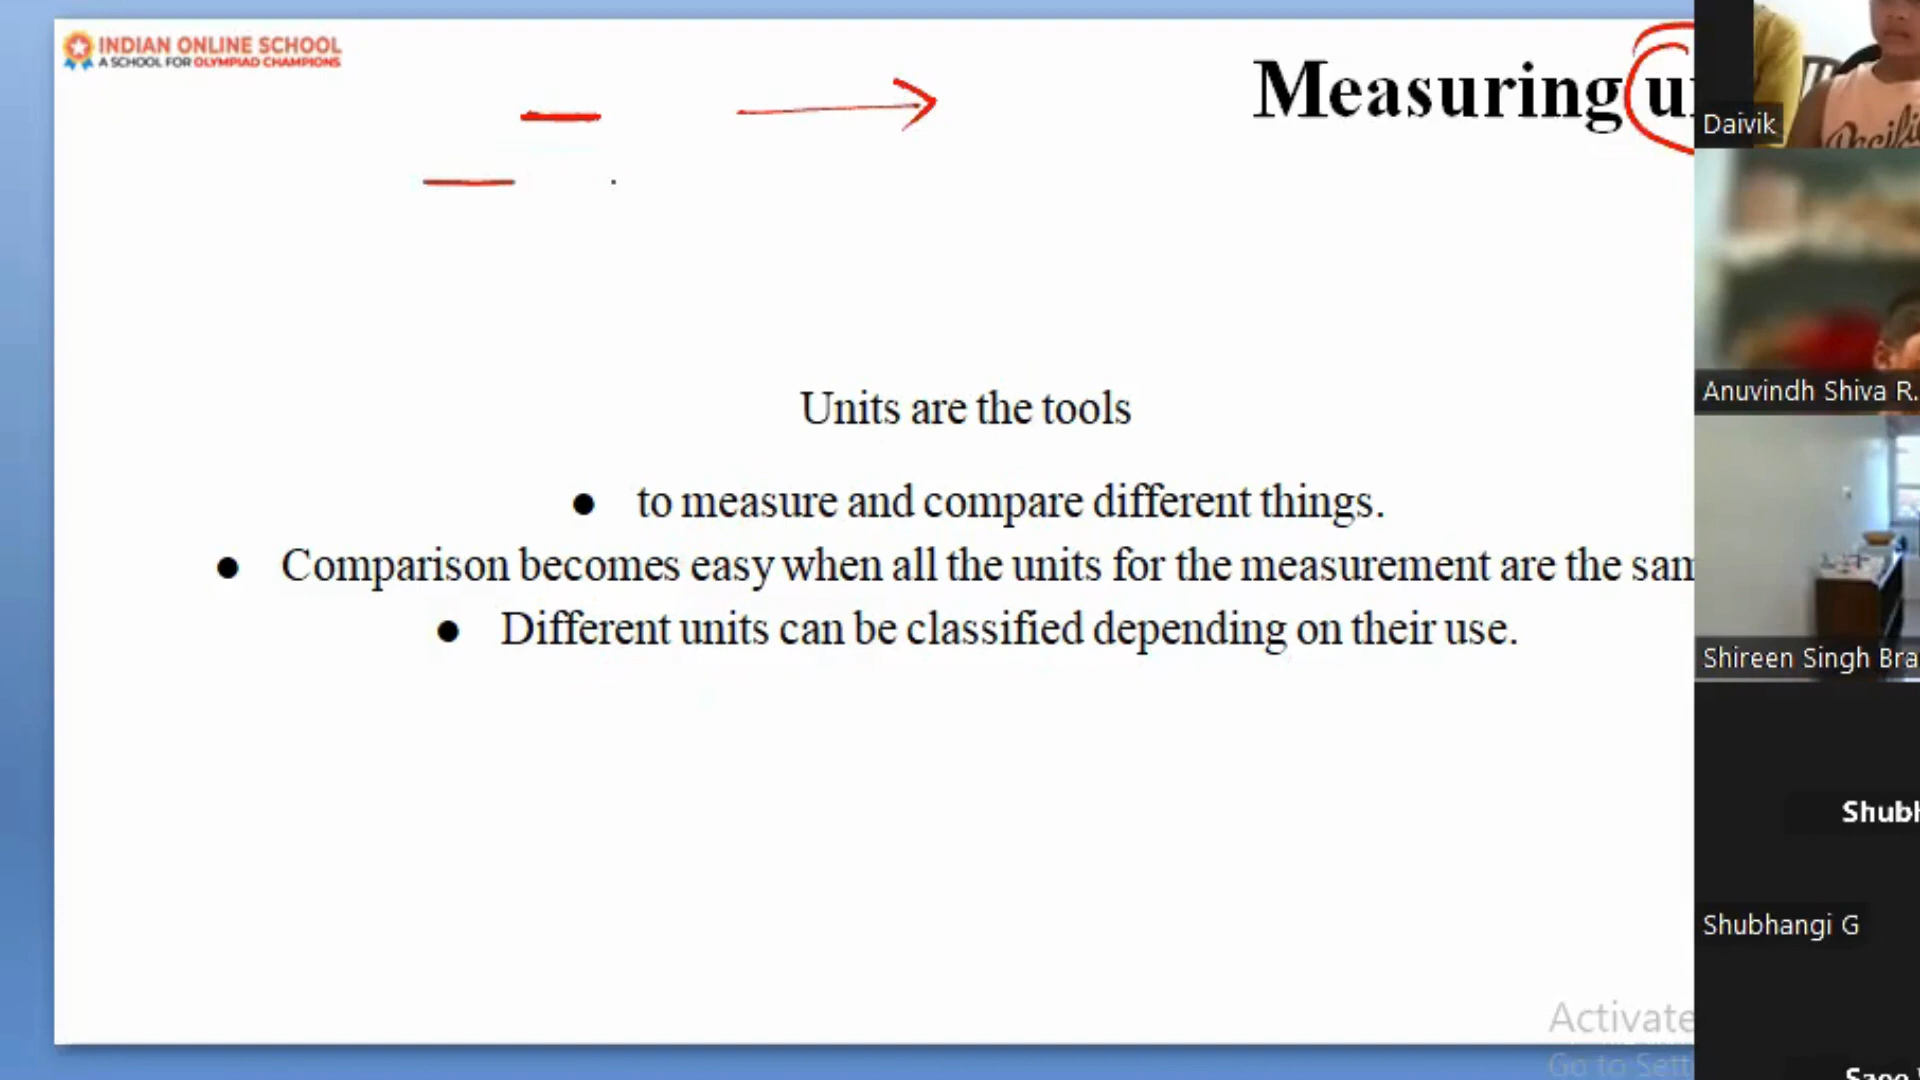 INDIAN ONLINE SCHOOL
A SCHOOL FOR OLYMPIAD CHAMPIONS
Measuring
Daivik
Anuvindh Shiva R.
Units are the tools
● to measure and compare different things.
● Comparison becomes easy when all the units for the measurement are the sam
● Different units can be classified depending on their use.
Shireen Singh Bra
Shubh
Shubhangi G
Activate
Go to Sett